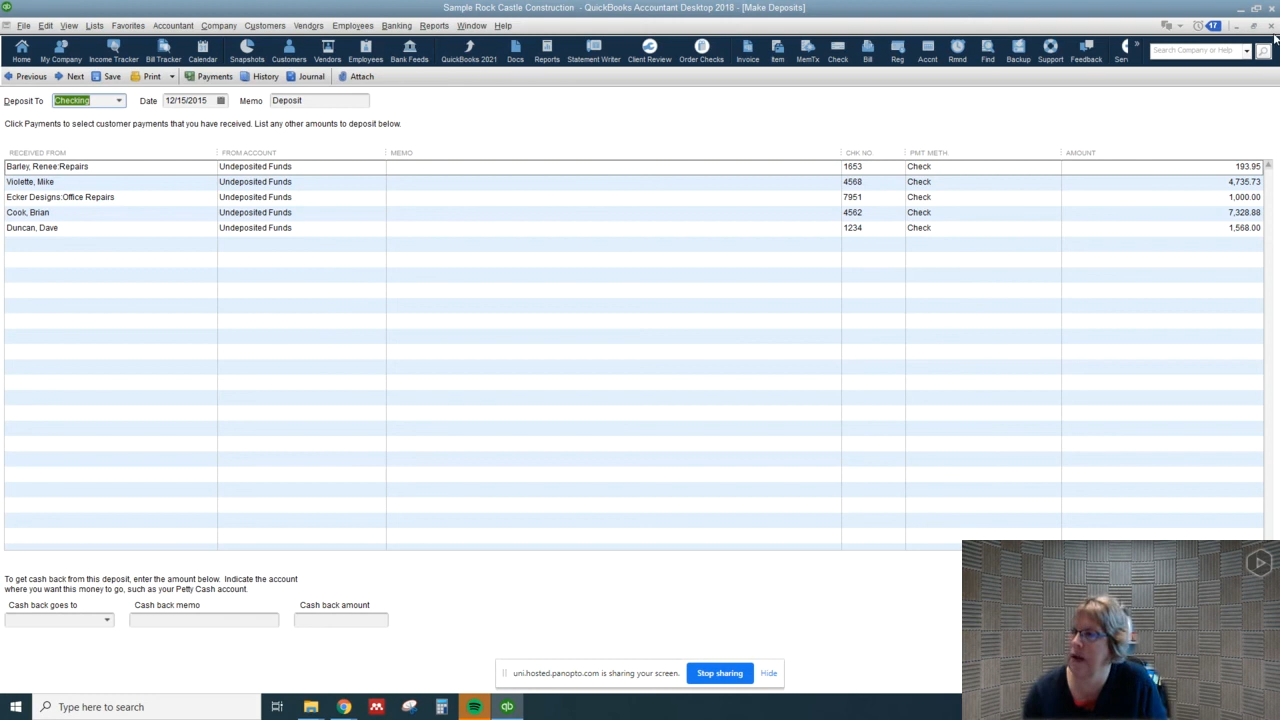 Sample Rock Castle Construction - QuickBooks Accountant Desktop 2018 - [Make Deposits]
File Edit View Lists Favorites Accountant Company Customers Vendors Employees Banking Reports Window Help 17
Home My Company Income Tracker Bill Tracker Calendar Snapshots Customers Vendors Employees Bank Feeds QuickBooks 2021 Docs Reports Statement Writer Client Review Order Checks Invoice Item MemTx Check Bill Reg Accnt Rmnd Find Backup Support Feedback Serv » Search Company or Help
Previous Next Save Print Payments History Journal Attach
Deposit To Checking Date 12/15/2015 Memo Deposit
Click Payments to select customer payments that you have received. List any other amounts to deposit below.
RECEIVED FROM FROM ACCOUNT MEMO CHK NO. PMT METH. AMOUNT
Barley, Renee:Repairs Undeposited Funds 1653 Check 193.95
Violette, Mike Undeposited Funds 4568 Check 4,735.73
Ecker Designs:Office Repairs Undeposited Funds 7951 Check 1,000.00
Cook, Brian Undeposited Funds 4562 Check 7,328.88
Duncan, Dave Undeposited Funds 1234 Check 1,568.00
To get cash back from this deposit, enter the amount below. Indicate the account
where you want this money to go, such as your Petty Cash account.
Cash back goes to Cash back memo Cash back amount
uni.hosted.panopto.com is sharing your screen. Stop sharing Hide
Type here to search